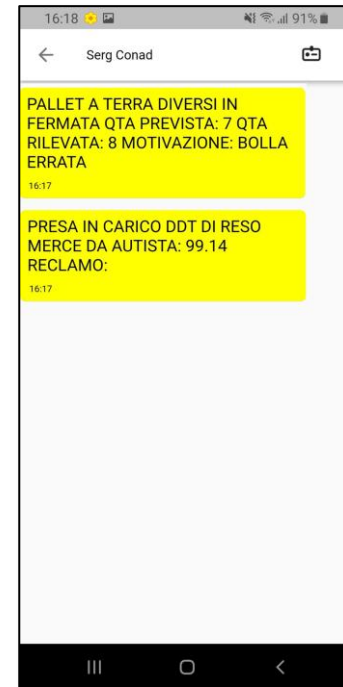 16:18
91%
Serg Conad
PALLET A TERRA DIVERSI IN
FERMATA QTA PREVISTA: 7 QTA
RILEVATA: 8 MOTIVAZIONE: BOLLA
ERRATA
16:17
PRESA IN CARICO DDT DI RESO
MERCE DA AUTISTA: 99.14
RECLAMO:
16:17